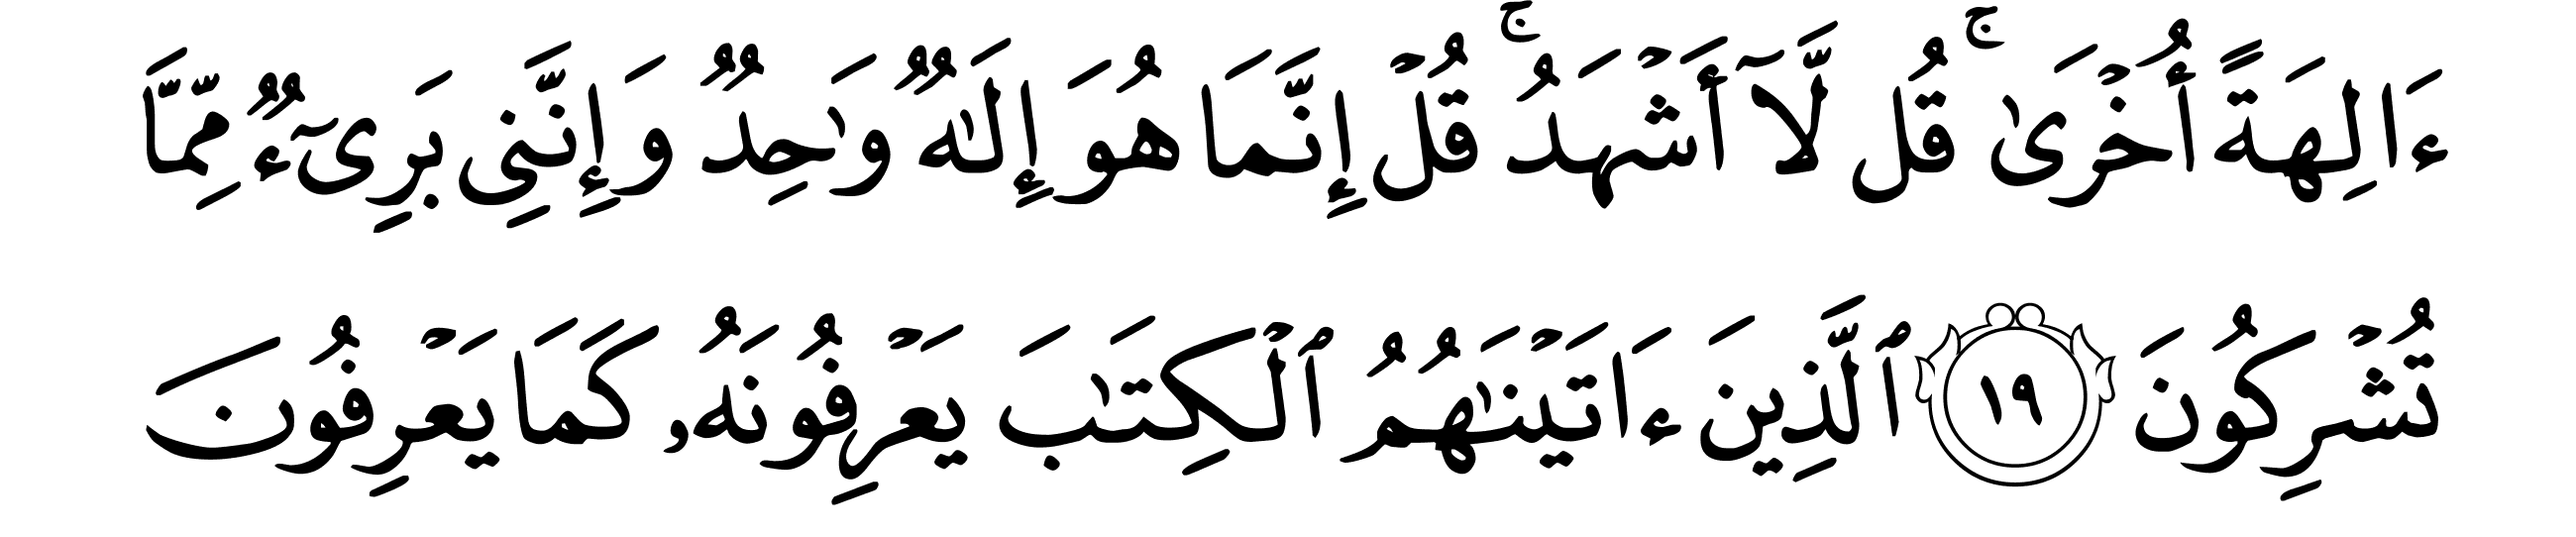 ءَالِهَةً أُخۡرَىٰۚ قُل لَّآ أَشۡهَدُۚ قُلۡ إِنَّمَا هُوَ إِلَٰهٞ وَٰحِدٞ وَإِنَّنِي بَرِيٓءٞ مِّمَّا
تُشۡرِكُونَ ١٩ ٱلَّذِينَ ءَاتَيۡنَٰهُمُ ٱلۡكِتَٰبَ يَعۡرِفُونَهُۥ كَمَا يَعۡرِفُونَ